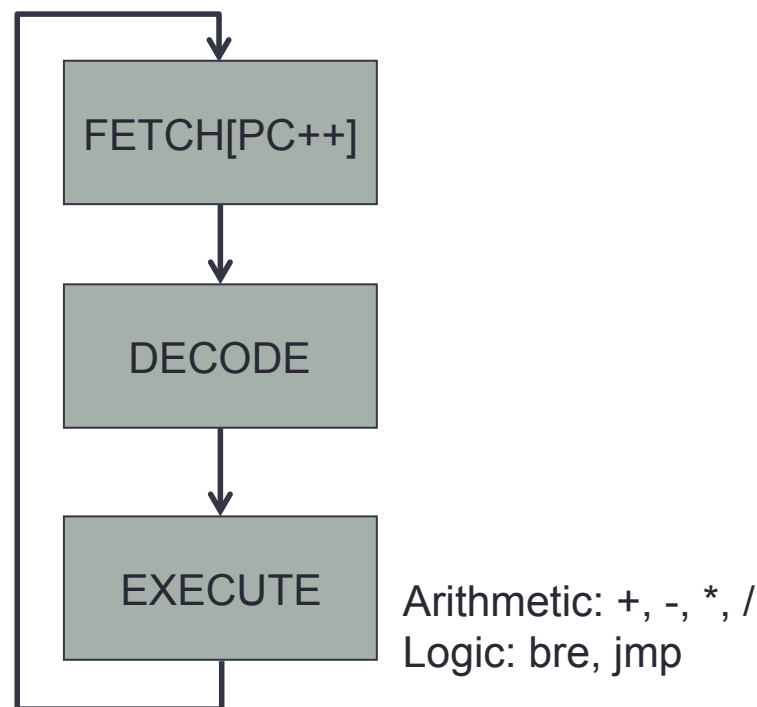 FETCH[PC++]
DECODE
EXECUTE
Arithmetic: +, -, *, /
Logic: bre, jmp